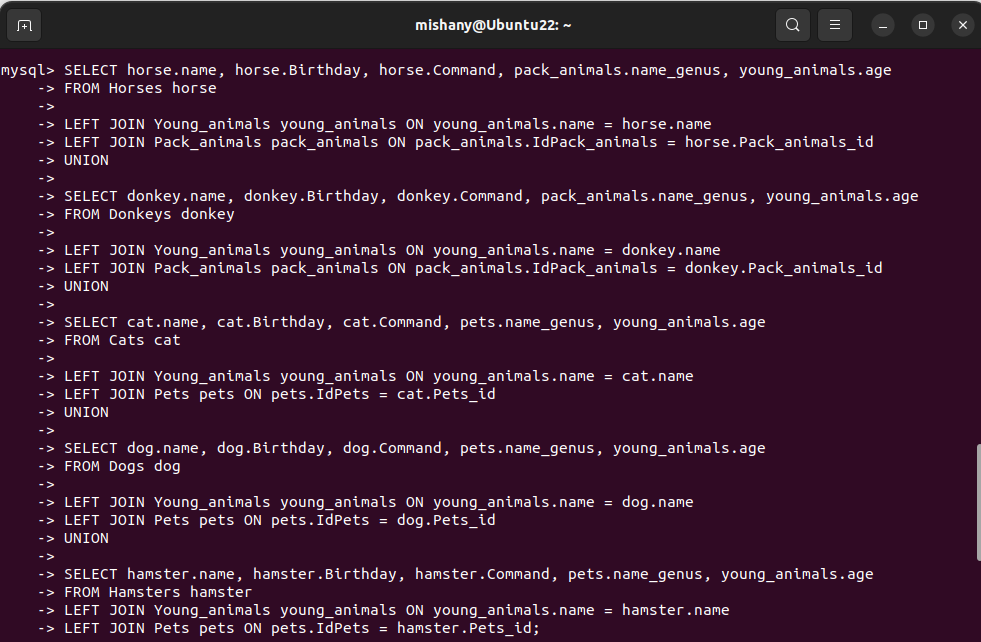 mishany@Ubuntu22: ~
mysql> SELECT horse.name, horse.Birthday, horse.Command, pack_animals.name_genus, young_animals.age
    -> FROM Horses horse
    ->
    -> LEFT JOIN Young_animals young_animals ON young_animals.name = horse.name
    -> LEFT JOIN Pack_animals pack_animals ON pack_animals.IdPack_animals = horse.Pack_animals_id
    -> UNION
    ->
    -> SELECT donkey.name, donkey.Birthday, donkey.Command, pack_animals.name_genus, young_animals.age
    -> FROM Donkeys donkey
    ->
    -> LEFT JOIN Young_animals young_animals ON young_animals.name = donkey.name
    -> LEFT JOIN Pack_animals pack_animals ON pack_animals.IdPack_animals = donkey.Pack_animals_id
    -> UNION
    ->
    -> SELECT cat.name, cat.Birthday, cat.Command, pets.name_genus, young_animals.age
    -> FROM Cats cat
    ->
    -> LEFT JOIN Young_animals young_animals ON young_animals.name = cat.name
    -> LEFT JOIN Pets pets ON pets.IdPets = cat.Pets_id
    -> UNION
    ->
    -> SELECT dog.name, dog.Birthday, dog.Command, pets.name_genus, young_animals.age
    -> FROM Dogs dog
    ->
    -> LEFT JOIN Young_animals young_animals ON young_animals.name = dog.name
    -> LEFT JOIN Pets pets ON pets.IdPets = dog.Pets_id
    -> UNION
    ->
    -> SELECT hamster.name, hamster.Birthday, hamster.Command, pets.name_genus, young_animals.age
    -> FROM Hamsters hamster
    -> LEFT JOIN Young_animals young_animals ON young_animals.name = hamster.name
    -> LEFT JOIN Pets pets ON pets.IdPets = hamster.Pets_id;